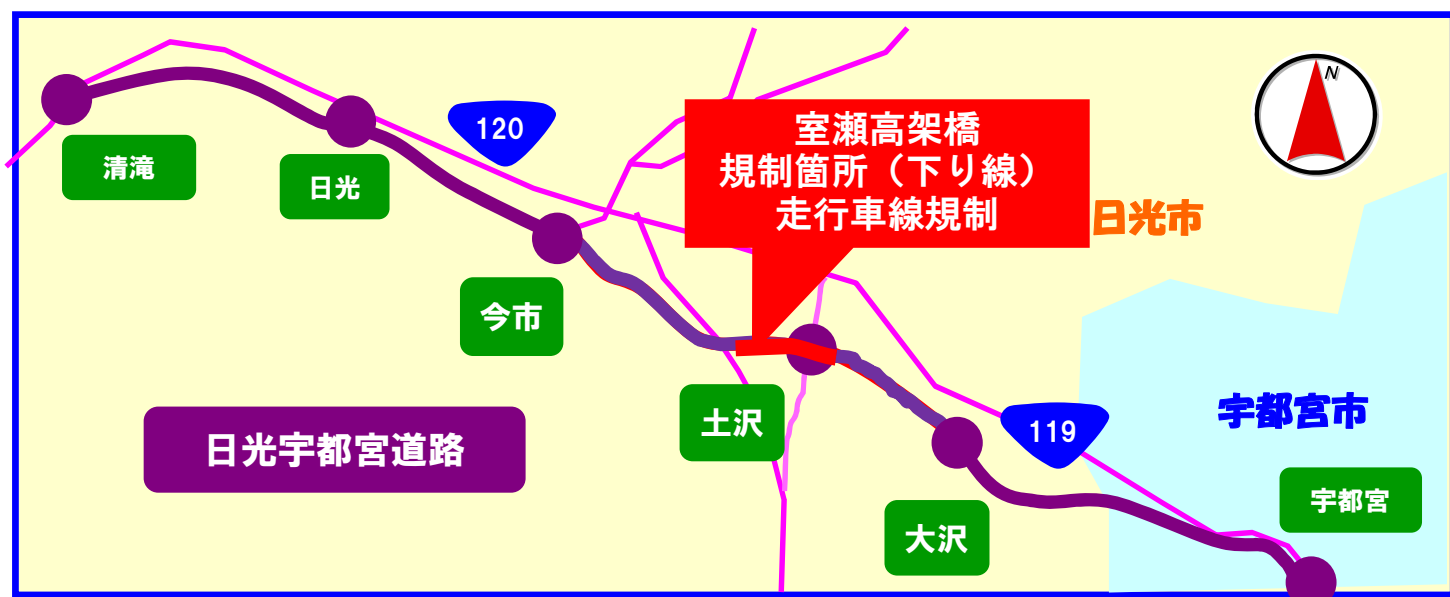 N
120
室瀬高架橋
規制箇所（下り線）
走行車線規制
清滝
日光
日光市
今市
土沢
日光宇都宮道路
119
宇都宮市
大沢
宇都宮